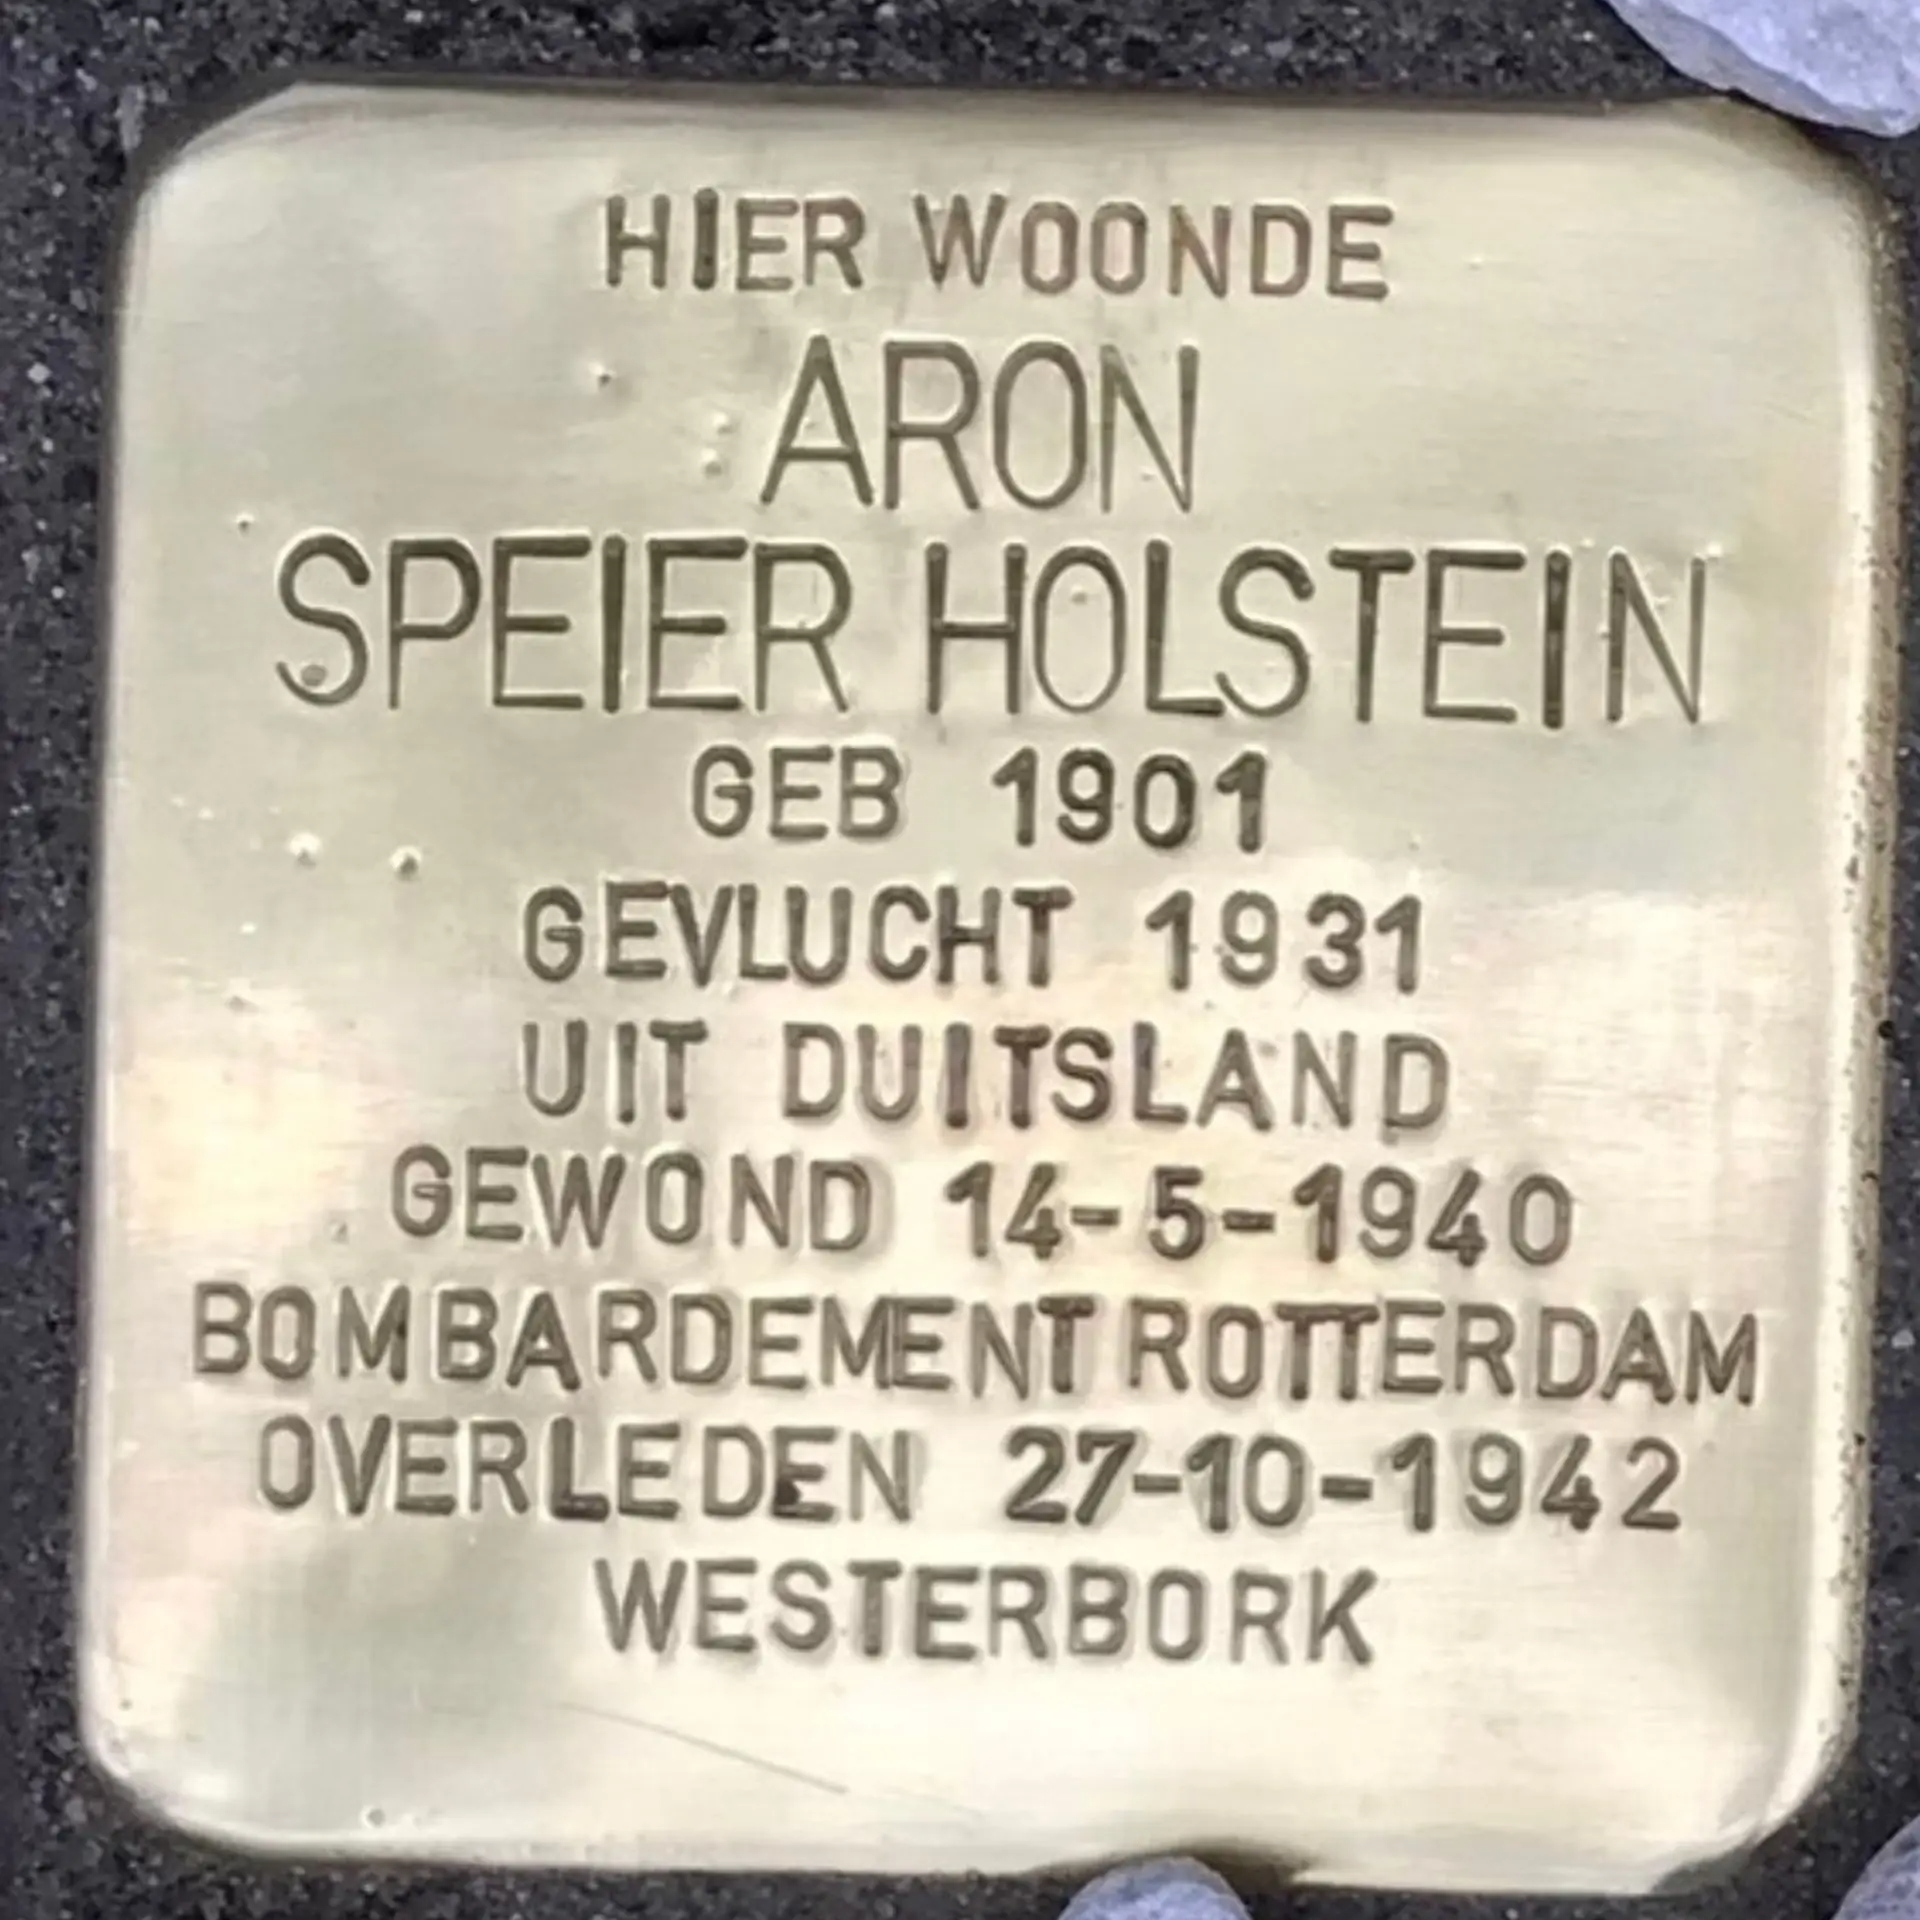 HIER WOONDE
ARON
SPEIER HOLSTEIN
GEB 1901
GEVLUCHT 1931
UIT DUITSLAND
GEWOND 14-5-1940
BOMBARDEMENT ROTTERDAM
OVERLEDEN 27-10-1942
WESTERBORK